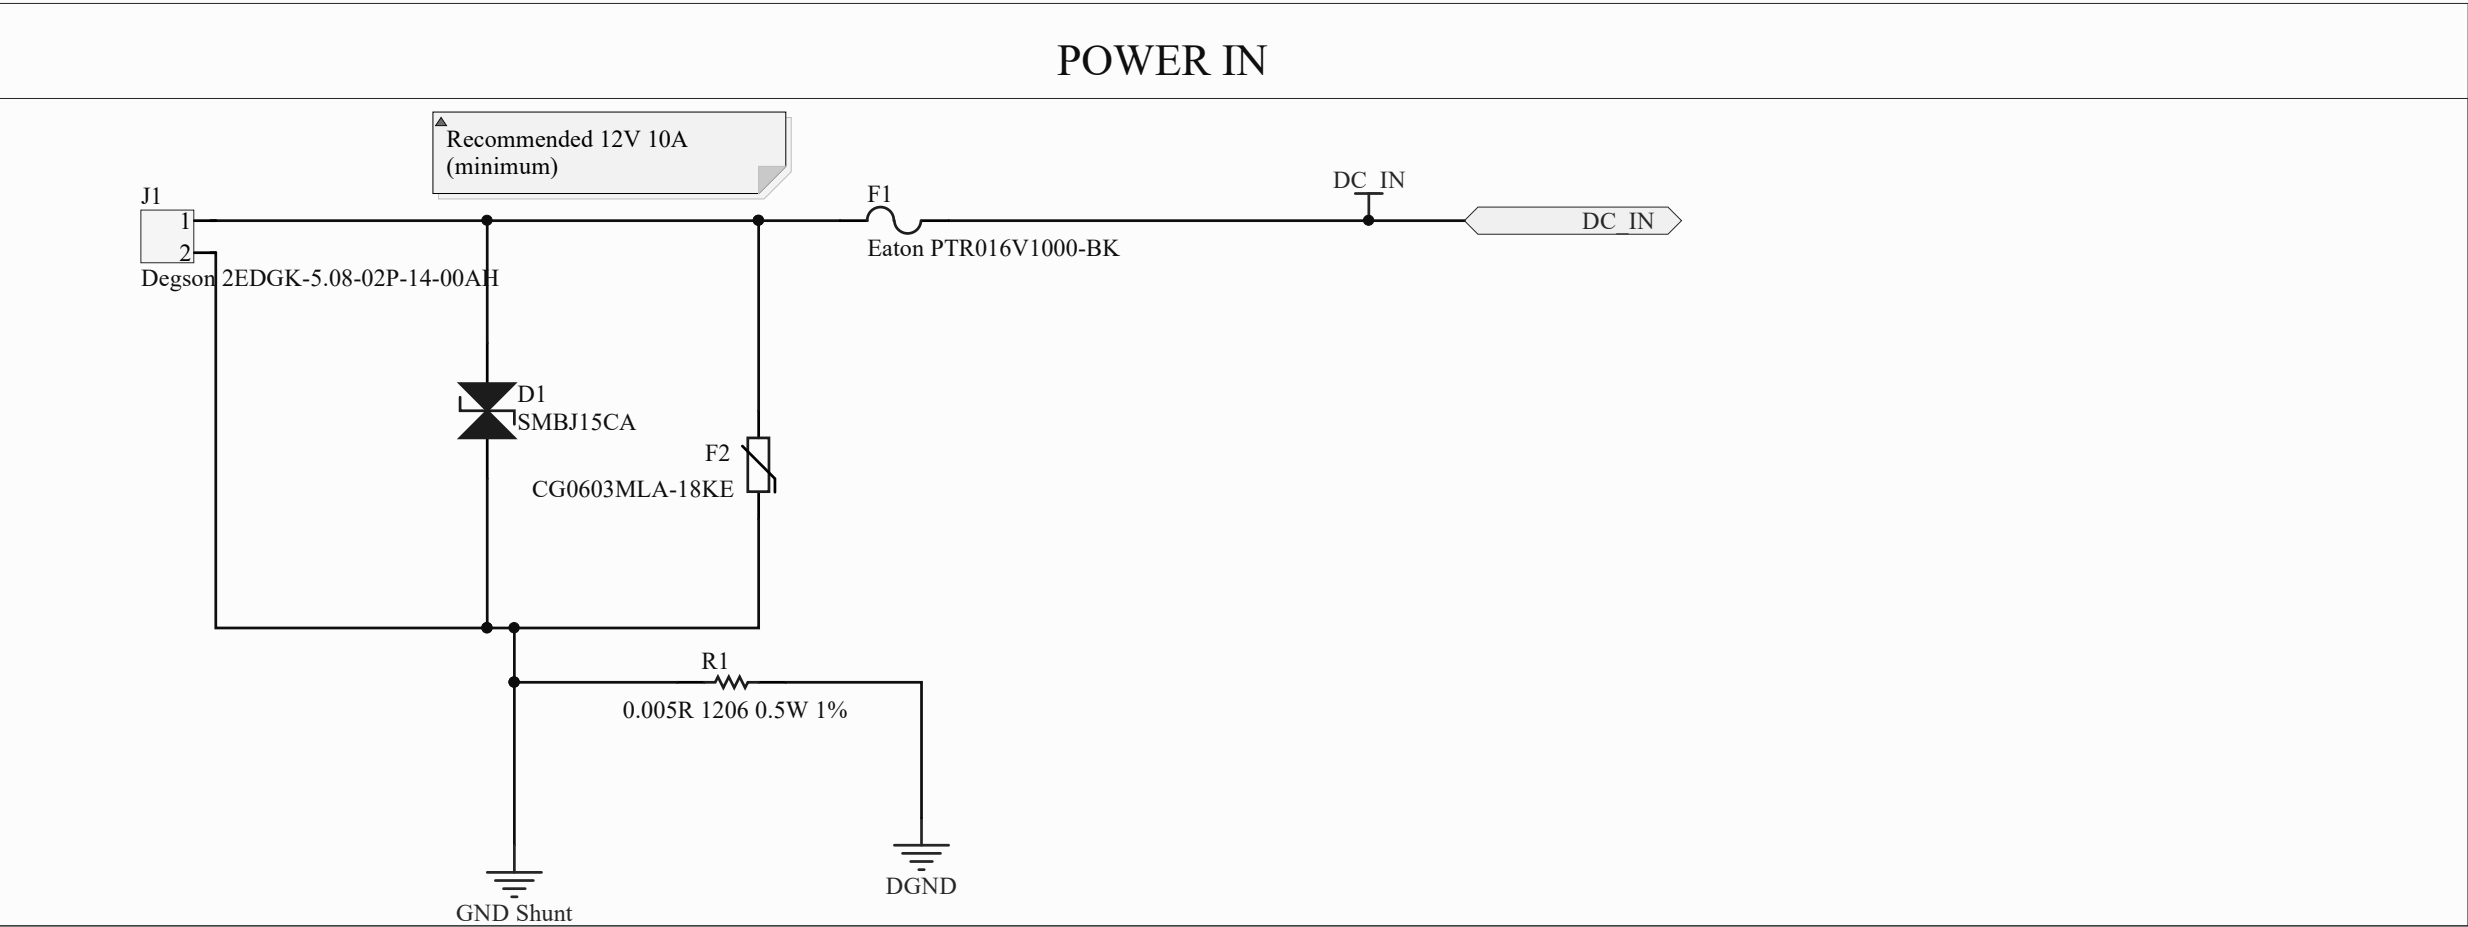 POWER IN
Recommended 12V 10A
(minimum)
J1
1
2
Degson 2EDGK-5.08-02P-14-00AH
F1
Eaton PTR016V1000-BK
DC_IN
DC_IN
D1
SMBJ15CA
F2
CG0603MLA-18KE
R1
0.005R 1206 0.5W 1%
DGND
GND Shunt